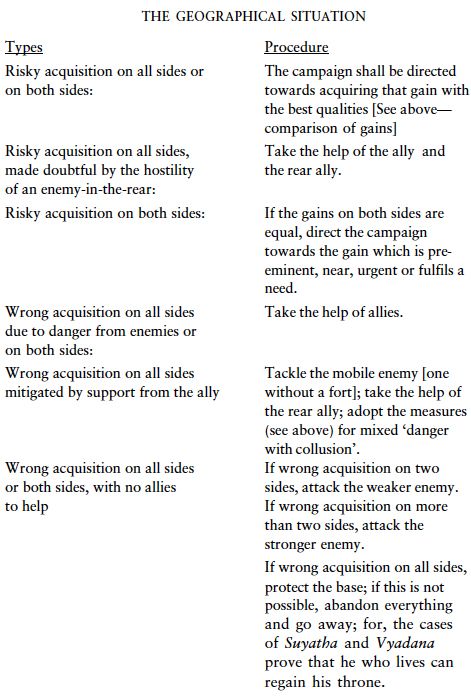 THE GEOGRAPHICAL SITUATION
Types
Procedure
Risky acquisition on all sides or
on both sides:
The campaign shall be directed
towards acquiring that gain with
the best qualities [See above—
comparison of gains]
Risky acquisition on all sides,
made doubtful by the hostility
of an enemy-in-the-rear:
Take the help of the ally and
the rear ally.
Risky acquisition on both sides:
If the gains on both sides are
equal, direct the campaign
towards the gain which is pre-
eminent, near, urgent or fulfils a
need.
Wrong acquisition on all sides
due to danger from enemies or
on both sides:
Take the help of allies.
Wrong acquisition on all sides
mitigated by support from the ally
Tackle the mobile enemy [one
without a fort]; take the help of
the rear ally; adopt the measures
(see above) for mixed ‘danger
with collusion’.
Wrong acquisition on all sides
or both sides, with no allies
to help
If wrong acquisition on two
sides, attack the weaker enemy.
If wrong acquisition on more
than two sides, attack the
stronger enemy.
If wrong acquisition on all sides,
protect the base; if this is not
possible, abandon everything
and go away; for, the cases
of Suyatha and Vyadana
prove that he who lives can
regain his throne.